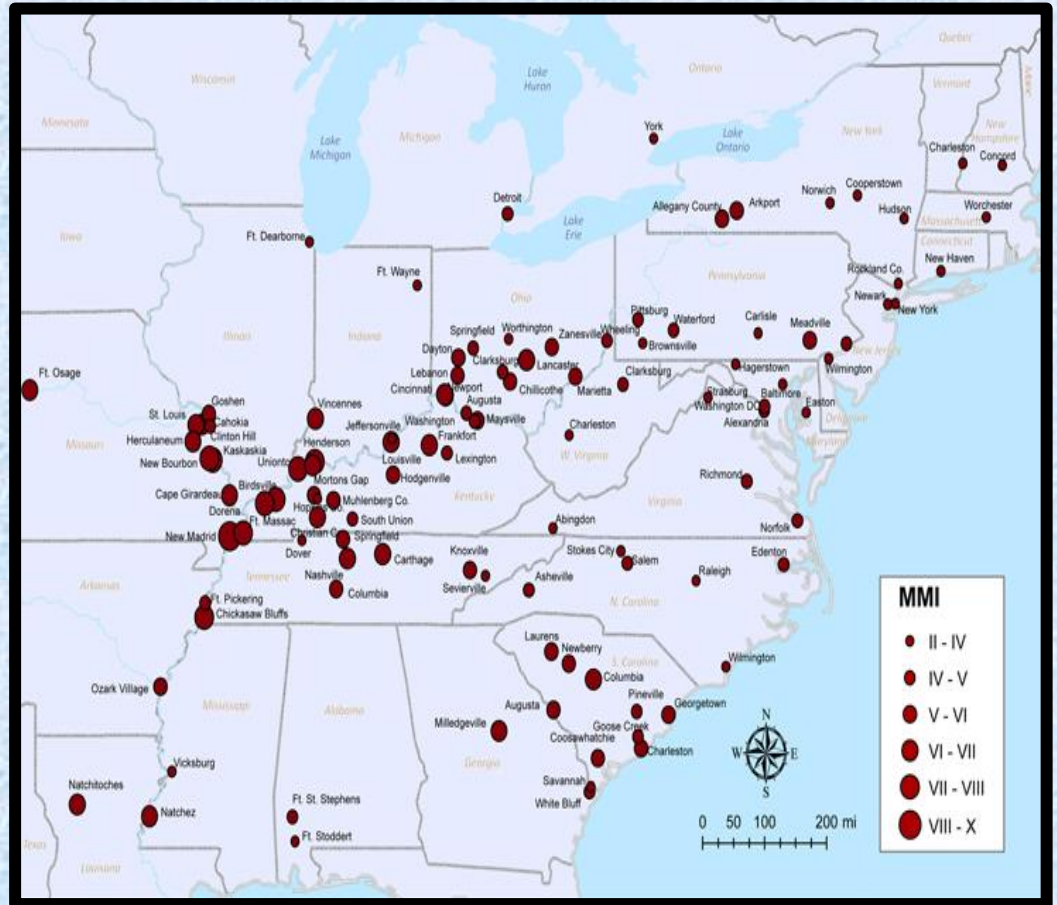 Quebec
Wisconsin
Lake
Huron
Ontario
Vermont
Maine
Minnesota
Michigan
York
Lake
Ontario
New York
New
Hampshire
Lake
Michigan
Charleston
Concord
Detroit
Norwich
Cooperstown
Allegany County
Arkport
Hudson
Worchester
Massachusetts
Iowa
Ft. Dearborne
Lake
Erie
Connecticut
New Haven
Ft. Wayne
Pennsylvania
Rockland Co.
Ohio
Newark
New York
Illinois
Indiana
Springfield
Worthington
Zanesville
Wheeling
Pittsburg
Waterford
Carlisle
Meadville
Dayton
Clarksburg
Lancaster
Brownsville
New Jersey
Lebanon
Hagerstown
Wilmington
Ft. Osage
Cincinnati
Newport
Chillicothe
Marietta
Clarksburg
Strasburg
Baltimore
Goshen
Vincennes
Augusta
Washington DC
Easton
St. Louis
Cahokia
Jeffersonville
Washington
Maysville
Charleston
Alexandria
Delaware
Missouri
Herculaneum
Clinton Hill
Henderson
Frankfort
Maryland
Kaskaskia
New Bourbon
Louisville
Lexington
W. Virginia
Hodgenville
Richmond
Mortons Gap
Cape Girardeau
Birdsville
Muhlenberg Co.
Kentucky
Virginia
Dorena
South Union
Ft. Massac
Abingdon
Norfolk
New Madrid
Christian Co.
Springfield
Dover
Knoxville
Stokes City
Salem
Edenton
Arkansas
Tennessee
Nashville
Carthage
Sevierville
Asheville
Raleigh
Columbia
N. Carolina
Ft. Pickering
Chickasaw Bluffs
MMI
II - IV
IV - V
V - VI
VI - VII
VII - VIII
VIII - X
Laurens
Newberry
S. Carolina
Wilmington
Columbia
Ozark Village
Mississippi
Alabama
Augusta
Pineville
Georgetown
Milledgeville
Goose Creek
Coosawhatchie
Charleston
N
W
E
S
Georgia
Vicksburg
Savannah
White Bluff
Natchitoches
Natchez
Ft. St. Stephens
Ft. Stoddert
0 50 100 200 mi
Texas
Louisiana